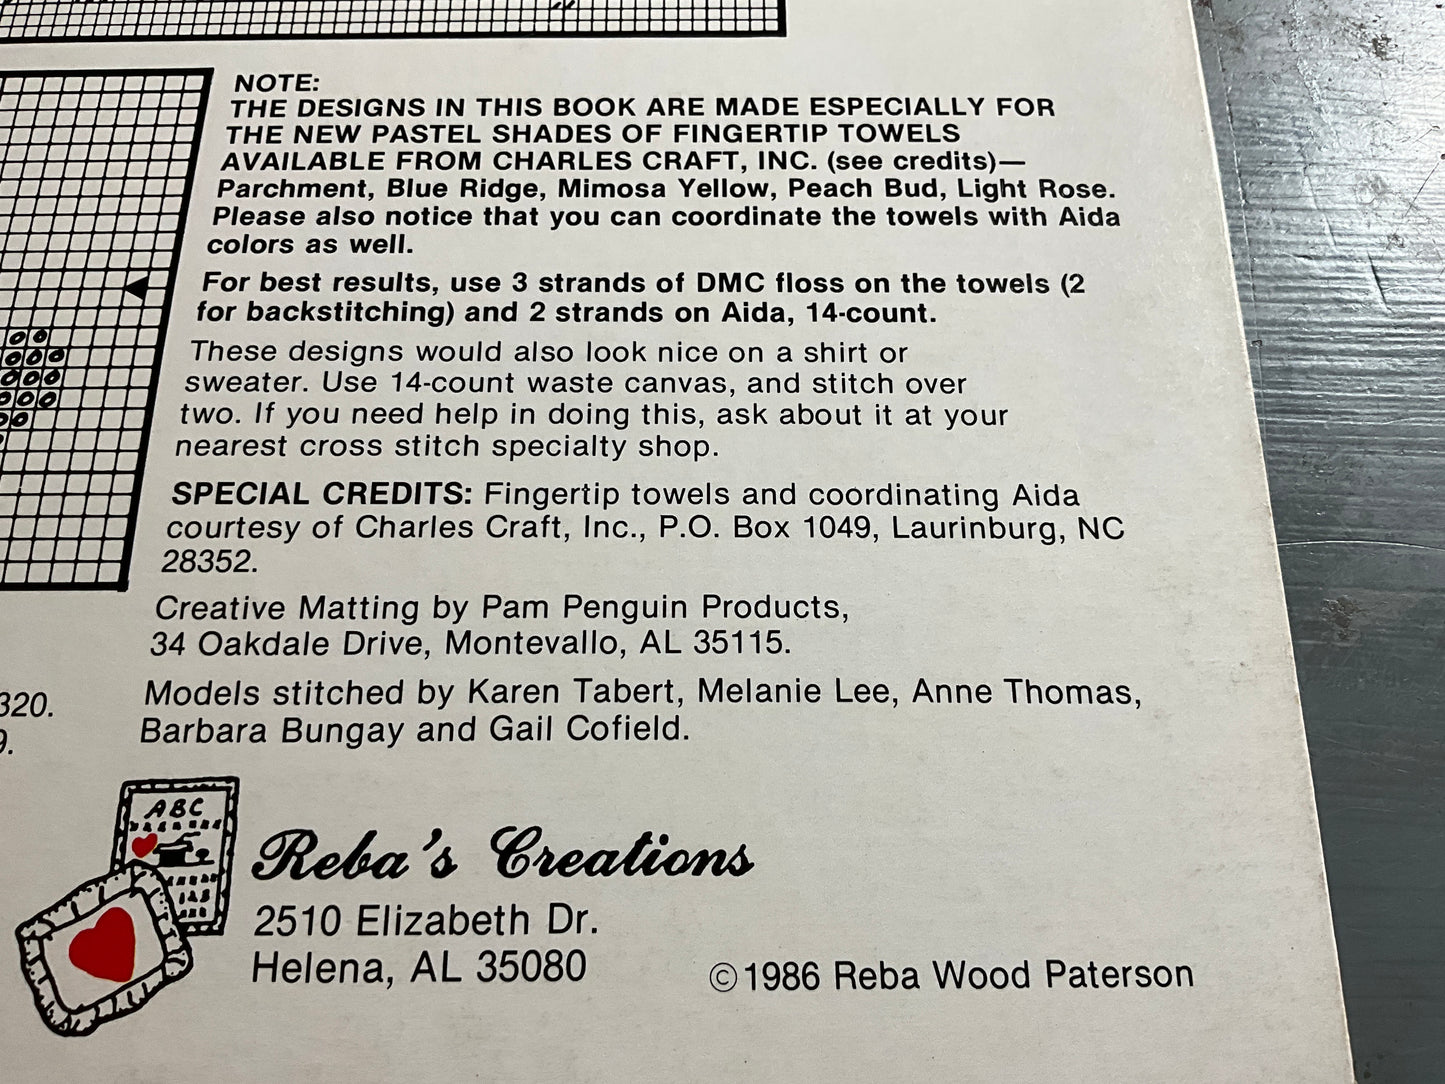 NOTE:
THE DESIGNS IN THIS BOOK ARE MADE ESPECIALLY FOR
THE NEW PASTEL SHADES OF FINGERTIP TOWELS
AVAILABLE FROM CHARLES CRAFT, INC. (see credits)—
Parchment, Blue Ridge, Mimosa Yellow, Peach Bud, Light Rose.
Please also notice that you can coordinate the towels with Aida
colors as well.
For best results, use 3 strands of DMC floss on the towels (2
for backstitching) and 2 strands on Aida, 14-count.
These designs would also look nice on a shirt or
sweater. Use 14-count waste canvas, and stitch over
two. If you need help in doing this, ask about it at your
nearest cross stitch specialty shop.
SPECIAL CREDITS: Fingertip towels and coordinating Aida
courtesy of Charles Craft, Inc., P.O. Box 1049, Laurinburg, NC
28352.
Creative Matting by Pam Penguin Products,
34 Oakdale Drive, Montevallo, AL 35115.
320.
9.
Models stitched by Karen Tabert, Melanie Lee, Anne Thomas,
Barbara Bungay and Gail Cofield.
ABC
Reba's Creations
2510 Elizabeth Dr.
Helena, AL 35080
©1986 Reba Wood Paterson